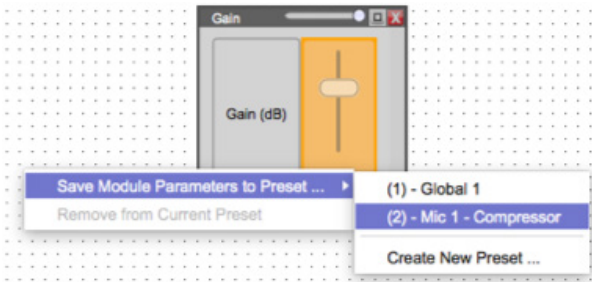 Gain
Gain (dB)
Save Module Parameters to Preset ...
Remove from Current Preset
(1) - Global 1
(2) - Mic 1 - Compressor
Create New Preset ...